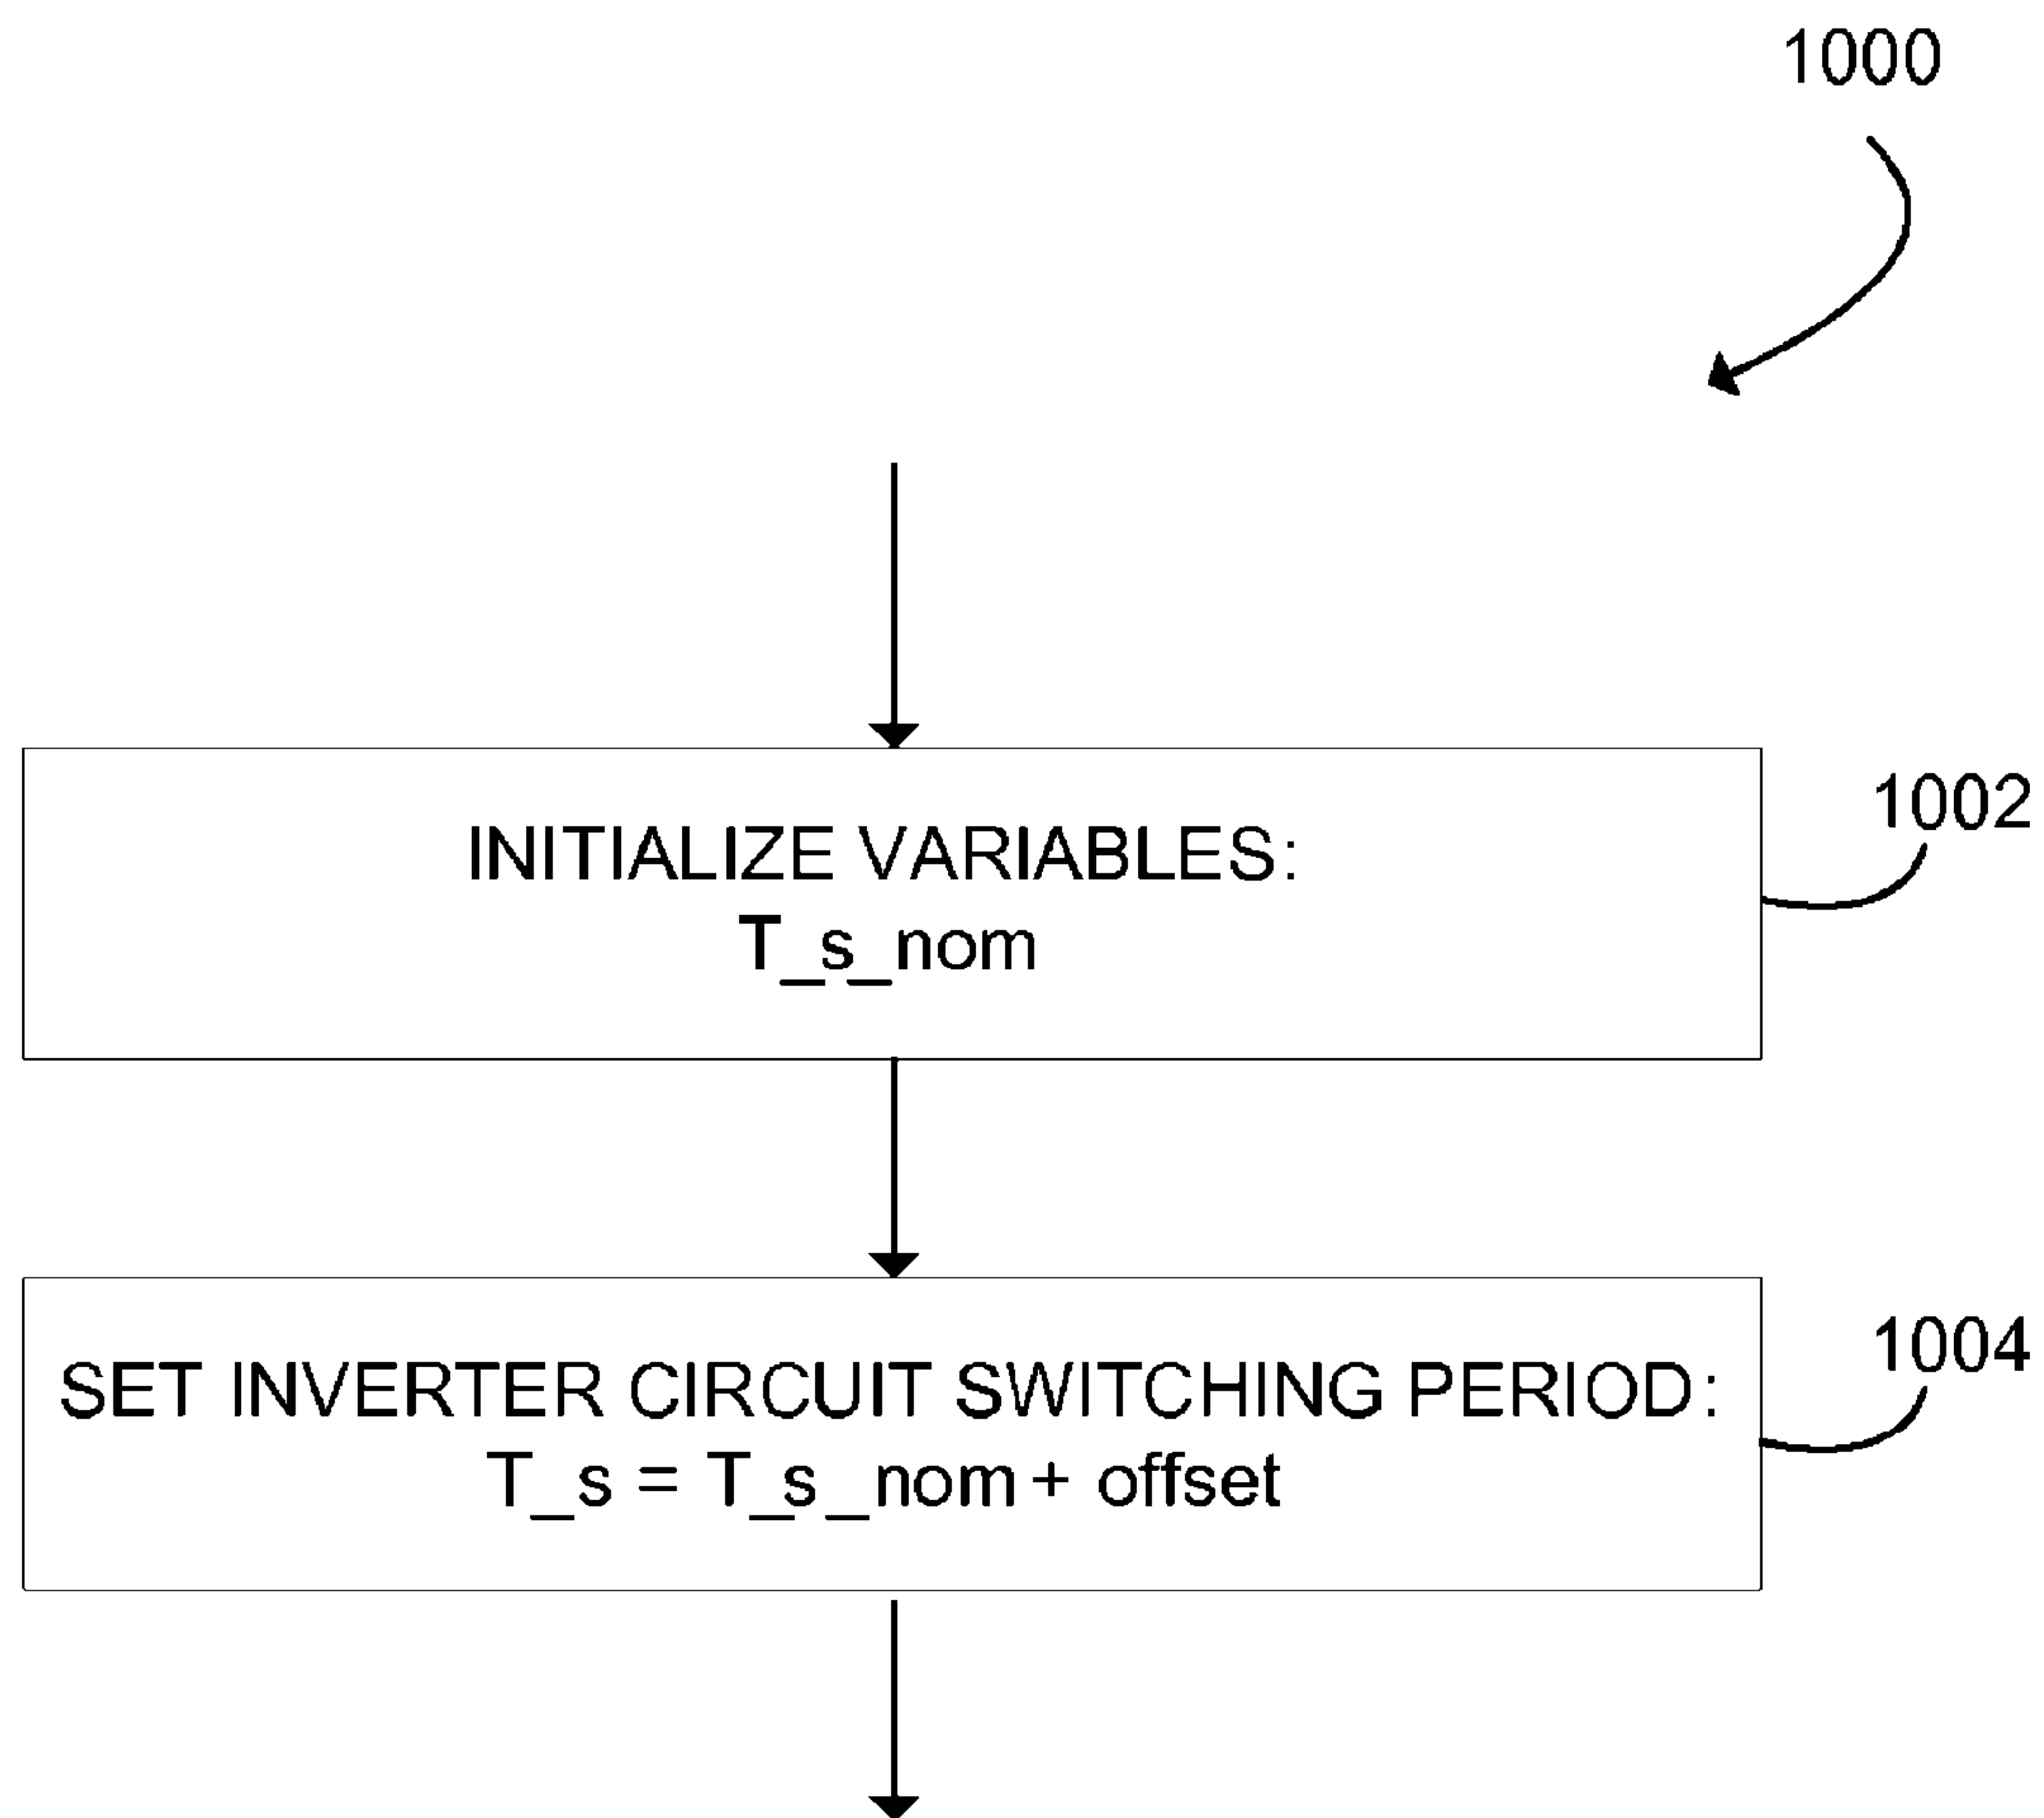 1000
INITIALIZE VARIABLES:
T_s_nom
1002
SET INVERTER CIRCUIT SWITCHING PERIOD:
T_s = T_s_nom + offset
1004